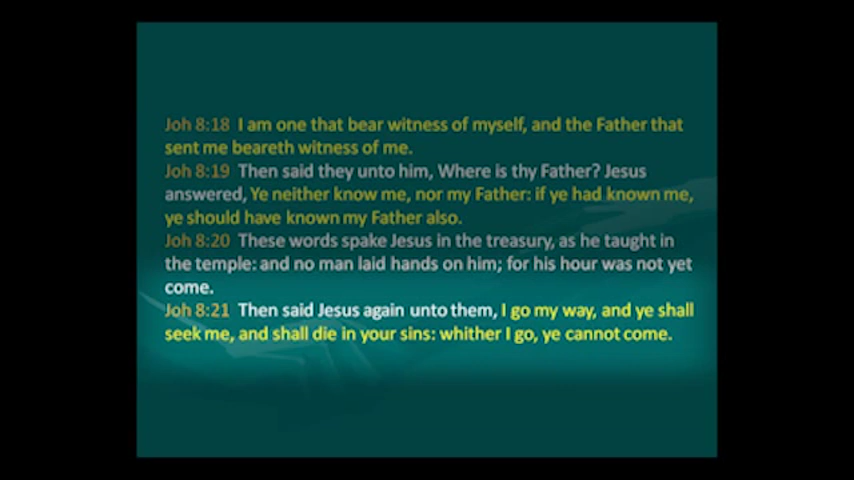 Joh 8:18 I am one that bear witness of myself, and the Father that
sent me beareth witness of me.
Joh 8:19 Then said they unto him, Where is thy Father? Jesus
answered, Ye neither know me, nor my Father: if ye had known me,
ye should have known my Father also.
Joh 8:20 These words spake Jesus in the treasury, as he taught in
the temple: and no man laid hands on him; for his hour was not yet
come.
Joh 8:21 Then said Jesus again unto them, I go my way, and ye shall
seek me, and shall die in your sins: whither I go, ye cannot come.